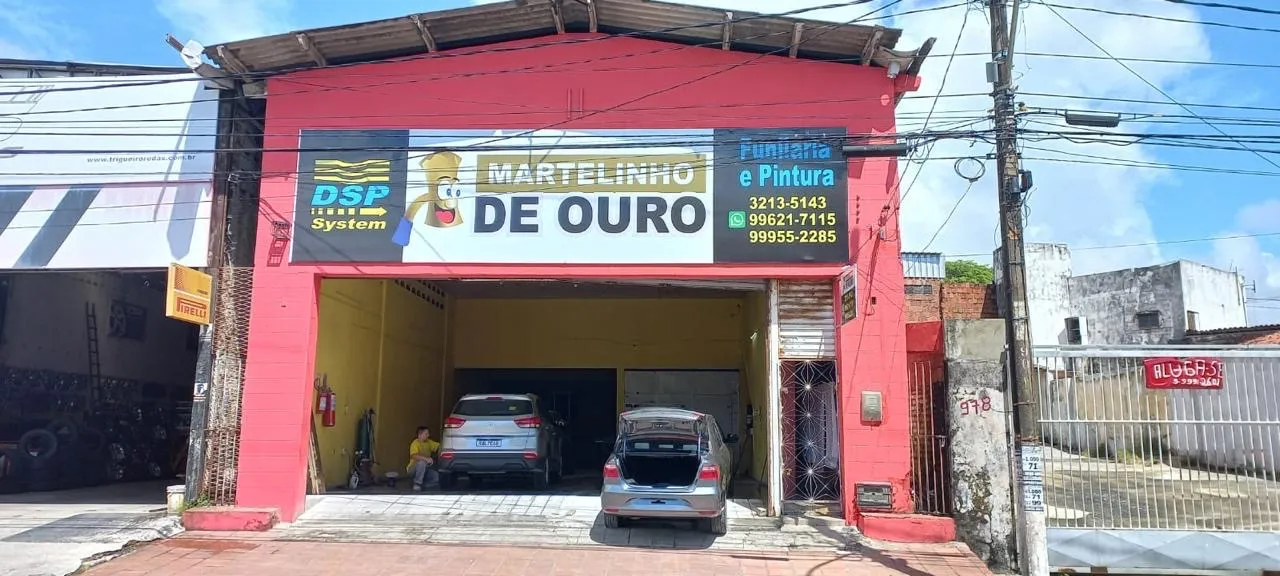 www.trigueirorodas.com.br
PIRELLI
DSP
System
MARTELINHO
DE OURO
Funilaria
e Pintura
3213-5143
99621-7115
99955-2285
978
ALUGA-SE